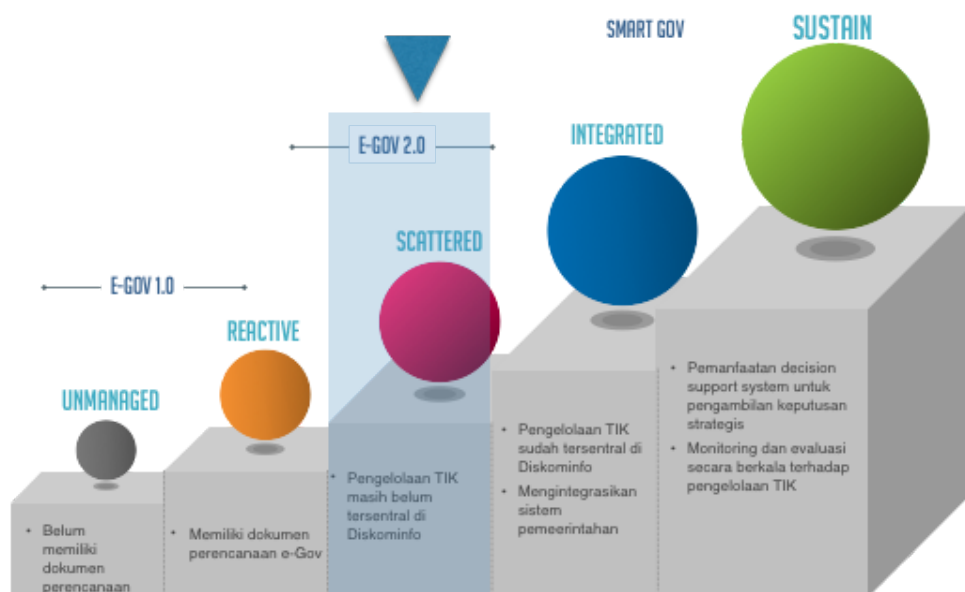 SMART GOV
SUSTAIN
E-GOV 2.0
INTEGRATED
SCATTERED
E-GOV 1.0
REACTIVE
UNMANAGED
• Belum
memiliki
dokumen
perencanaan
• Memiliki dokumen
perencanaan e-Gov
• Pengelolaan TIK
masih belum
tersentral di
Diskominfo
• Pengelolaan TIK
sudah tersentral di
Diskominfo
• Mengintegrasikan
sistem
pemeerintahan
• Pemanfaatan decision
support system untuk
pengambilan keputusan
strategis
• Monitoring dan evaluasi
secara berkala terhadap
pengelolaan TIK